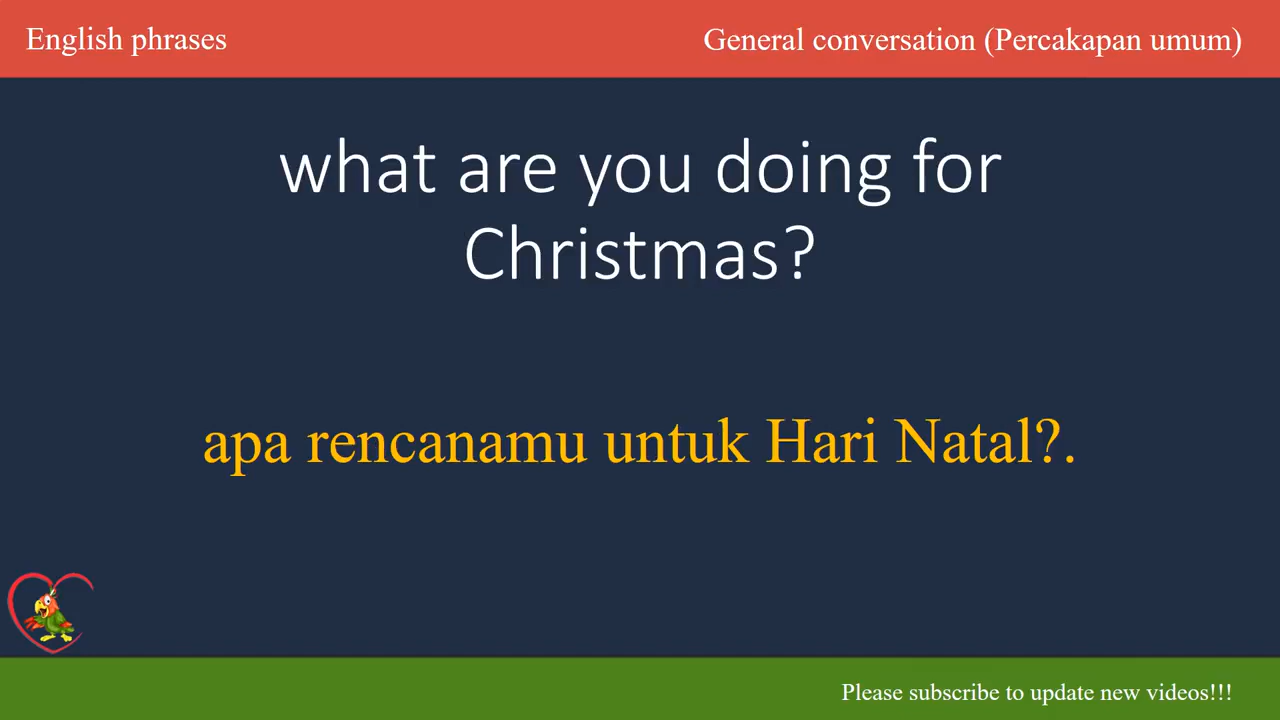 English phrases
General conversation (Percakapan umum)
what are you doing for
Christmas?
apa rencanamu untuk Hari Natal?.
Please subscribe to update new videos!!!